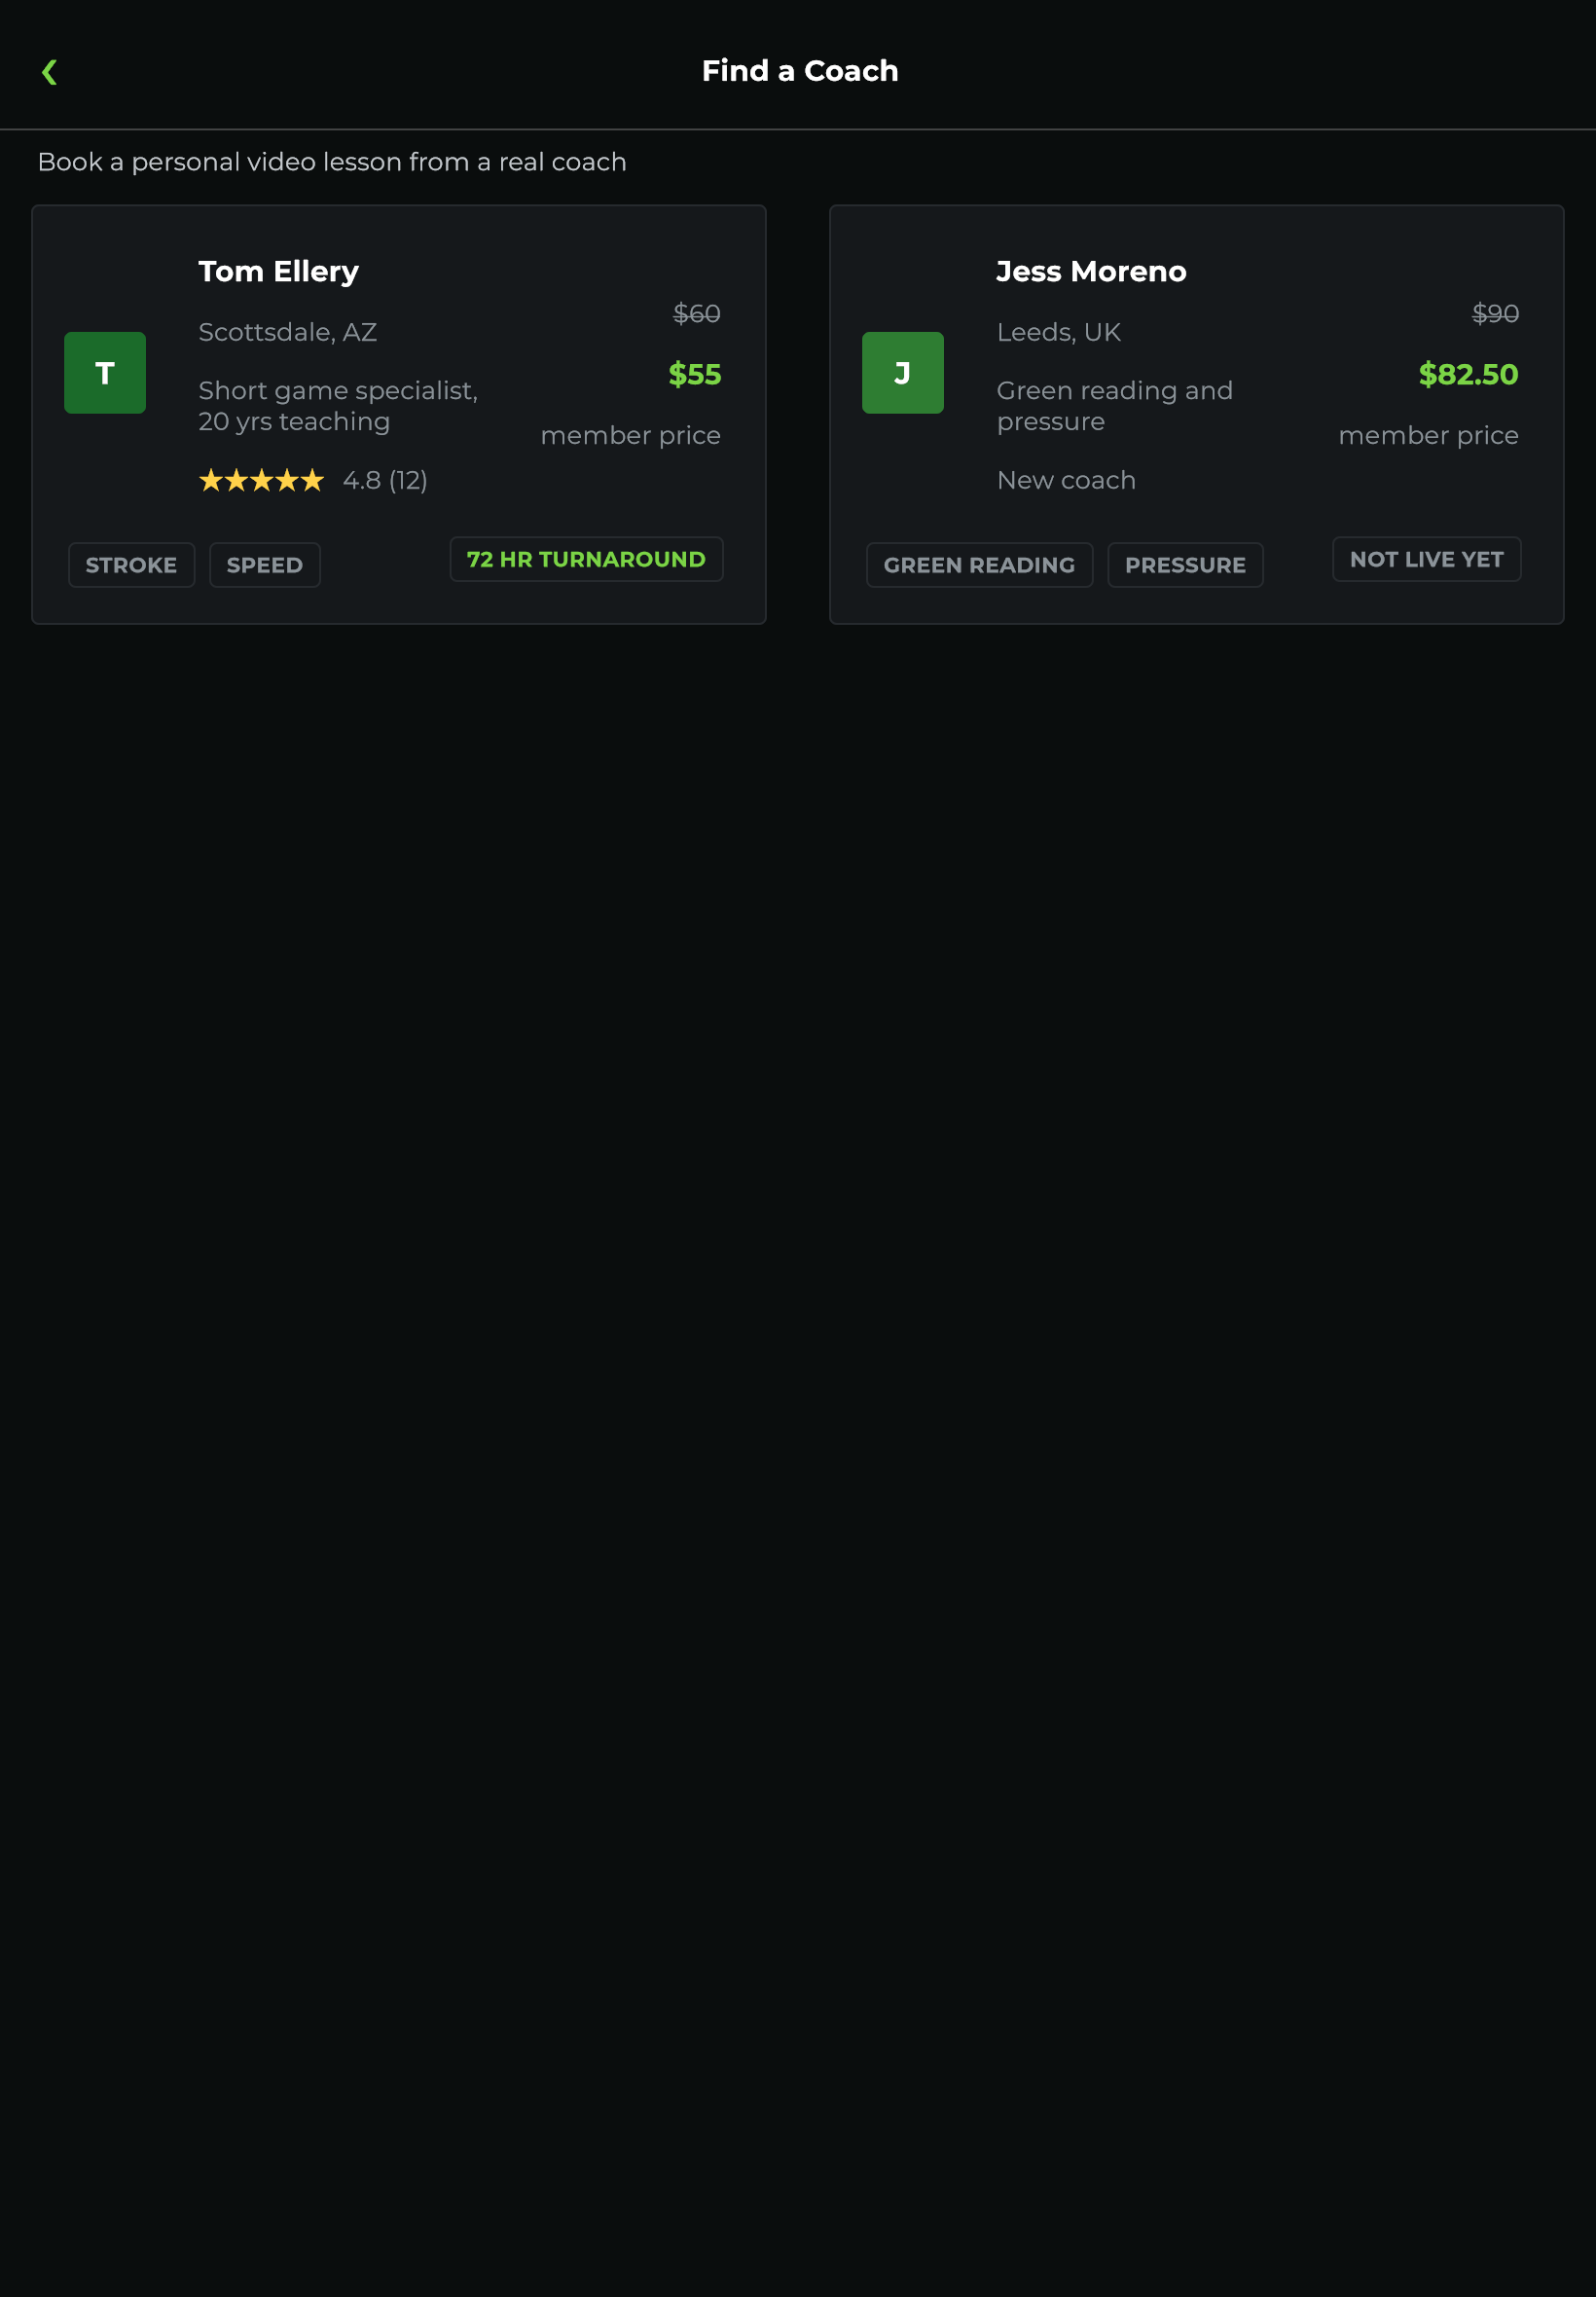 Find a Coach
Book a personal video lesson from a real coach
Tom Ellery
Scottsdale, AZ
Short game specialist,
20 yrs teaching
★★★★★ 4.8 (12)
$60
$55
member price
T
STROKE
SPEED
72 HR TURNAROUND
Jess Moreno
Leeds, UK
Green reading and
pressure
New coach
$90
$82.50
member price
J
GREEN READING
PRESSURE
NOT LIVE YET